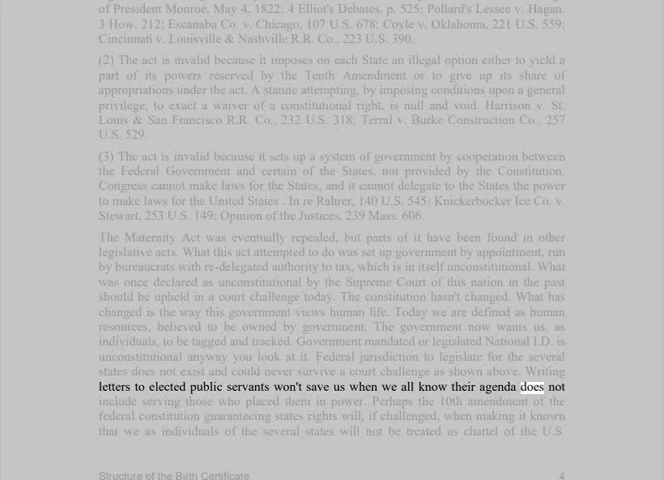 of President Monroe, May 4, 1822; 4 Elliot's Debates, p. 525; Pollard's Lessee v. Hagan,
3 How. 212; Escanaba Co. v. Chicago, 107 U.S. 678; Coyle v. Oklahoma, 221 U.S. 559;
Cincinnati v. Louisville & Nashville R.R. Co., 223 U.S. 390.
(2) The act is invalid because it imposes on each State an illegal option either to yield a
part of its powers reserved by the Tenth Amendment or to give up its share of
appropriations under the act. A statute attempting, by imposing conditions upon a general
privilege, to exact a waiver of a constitutional right, is null and void. Harrison v. St.
Louis & San Francisco R.R. Co., 232 U.S. 318; Terral v. Burke Construction Co., 257
U.S. 529.
(3) The act is invalid because it sets up a system of government by cooperation between
the Federal Government and certain of the States, not provided by the Constitution.
Congress cannot make laws for the States, and it cannot delegate to the States the power
to make laws for the United States . In re Rahrer, 140 U.S. 545; Knickerbocker Ice Co. v.
Stewart, 253 U.S. 149; Opinion of the Justices, 239 Mass. 606.
The Maternity Act was eventually repealed, but parts of it have been found in other
legislative acts. What this act attempted to do was set up government by appointment, run
by bureaucrats with re-delegated authority to tax, which is in itself unconstitutional. What
was once declared as unconstitutional by the Supreme Court of this nation in the past
should be upheld in a court challenge today. The constitution hasn't changed. What has
changed is the way this government views human life. Today we are defined as human
resources, believed to be owned by government. The government now wants us, as
individuals, to be tagged and tracked. Government mandated or legislated National I.D. is
unconstitutional anyway you look at it. Federal jurisdiction to legislate for the several
states does not exist and could never survive a court challenge as shown above. Writing
letters to elected public servants won't save us when we all know their agenda does not
include serving those who placed them in power. Perhaps the 10th amendment of the
federal constitution guaranteeing states rights will, if challenged, when making it known
that we as individuals of the several states will not be treated as chattel of the U.S.
Structure of the Birth Certificate 4